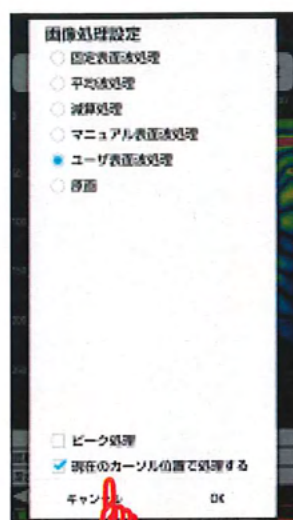 画像処理設定
固定表面波処理
平均波処理
減算処理
マニュアル表面波処理
ユーザ表面波処理
原画
ピーク処理
現在のカーソル位置で処理する
キャンセル
OK